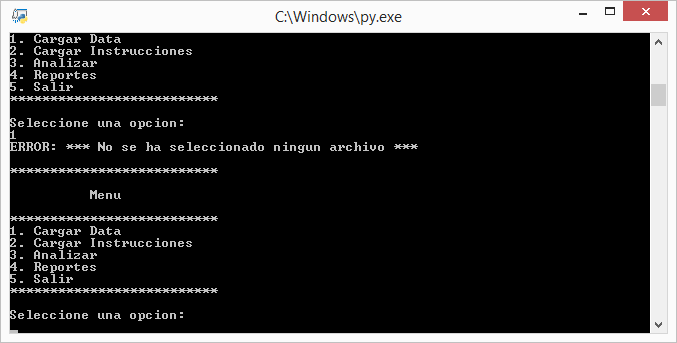 C:\Windows\py.exe
1. Cargar Data
2. Cargar Instrucciones
3. Analizar
4. Reportes
5. Salir
**************************
Seleccione una opcion:
1
ERROR: *** No se ha seleccionado ningun archivo ***
**************************
Menu
**************************
1. Cargar Data
2. Cargar Instrucciones
3. Analizar
4. Reportes
5. Salir
**************************
Seleccione una opcion: